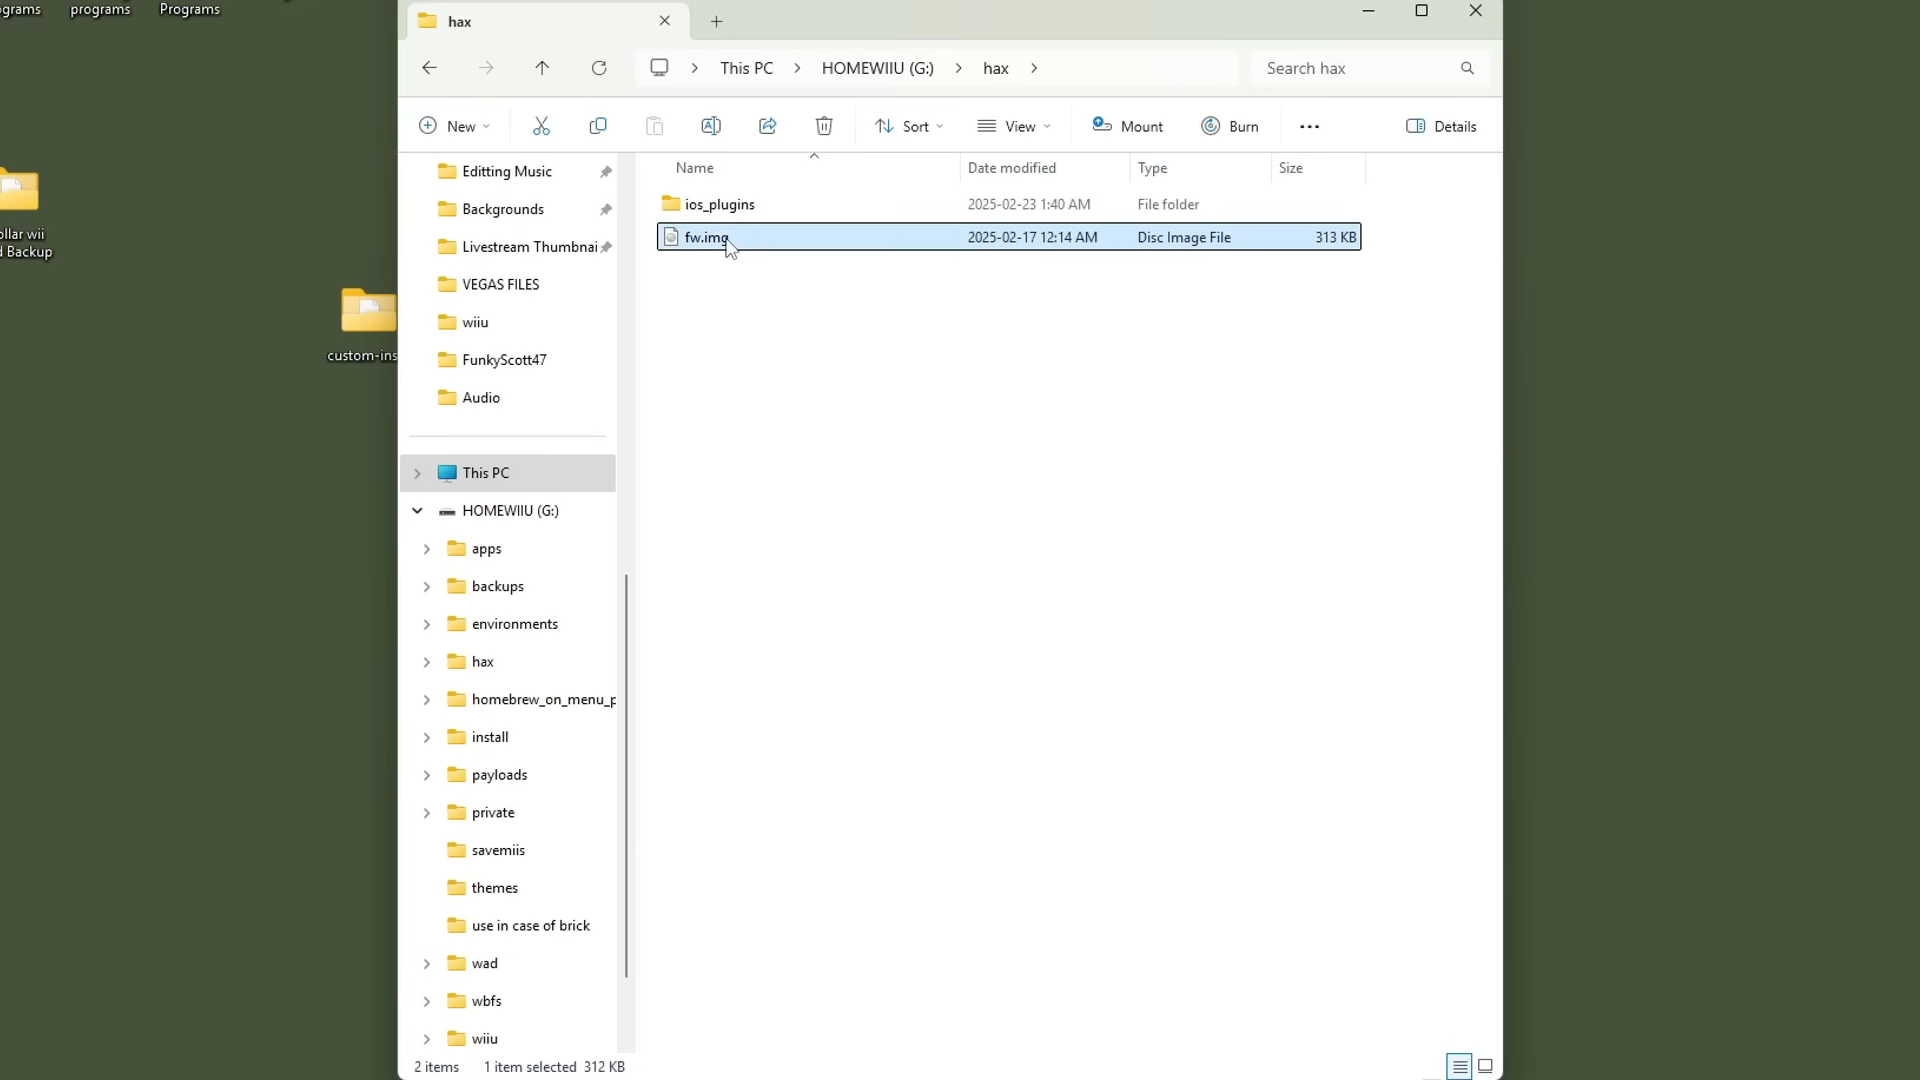 grams
programs
Programs
ollar wii
d Backup
custom-ins
hax
This PC
HOMEWIIU (G:)
hax
Search hax
New
Sort
View
Mount
Burn
Details
Name
Date modified
Type
Size
ios_plugins
2025-02-23 1:40 AM
File folder
fw.img
2025-02-17 12:14 AM
Disc Image File
313 KB
Editting Music
Backgrounds
Livestream Thumbnai
VEGAS FILES
wiiu
FunkyScott47
Audio
This PC
HOMEWIIU (G:)
apps
backups
environments
hax
homebrew_on_menu_p
install
payloads
private
savemiis
themes
use in case of brick
wad
wbfs
wiiu
2 items
1 item selected 312 KB